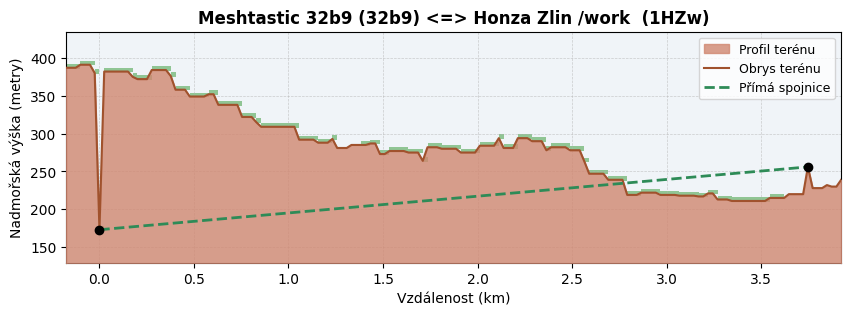 Meshtastic 32b9 (32b9) <=> Honza Zlin /work  (1HZw)
Profil terénu
Obrys terénu
Přímá spojnice
Nadmořská výška (metry)
400
350
300
250
200
150
0.0 0.5 1.0 1.5 2.0 2.5 3.0 3.5
Vzdálenost (km)